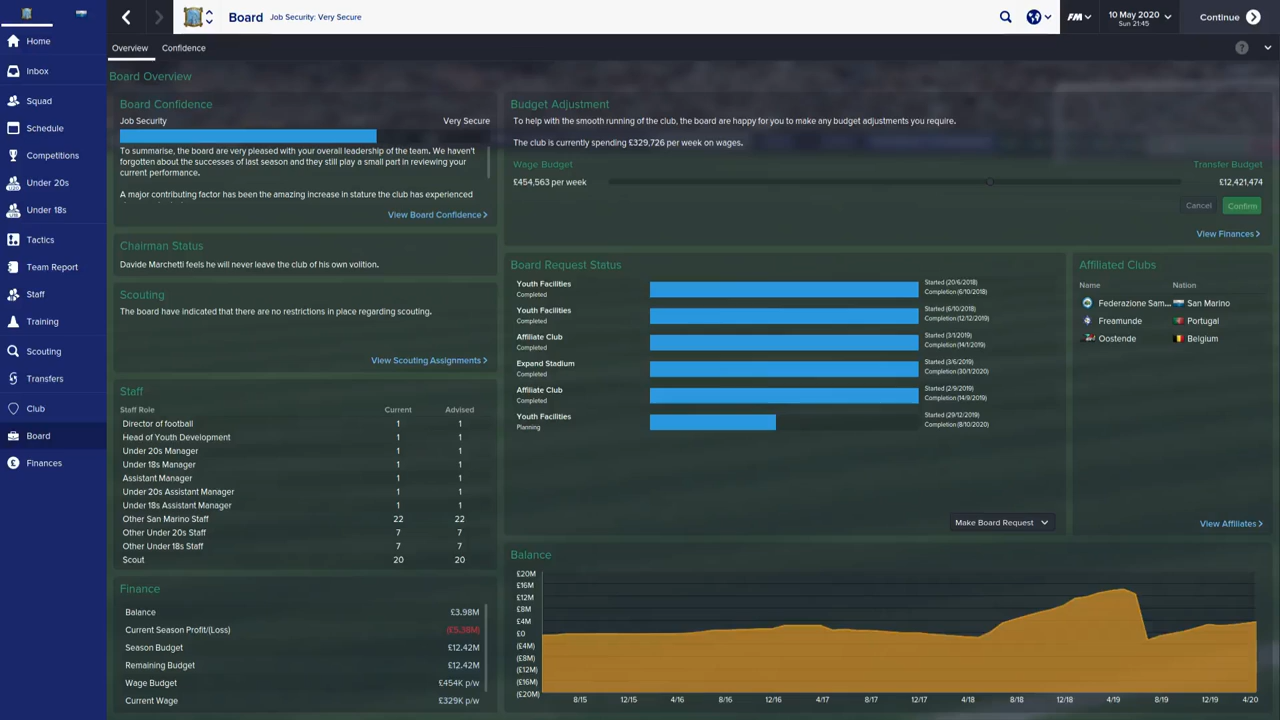 Board Job Security: Very Secure
FM
10 May 2020
Sun 21:45
Continue
Home
Inbox
Squad
Schedule
Competitions
Under 20s
Under 18s
Tactics
Team Report
Staff
Training
Scouting
Transfers
Club
Board
Finances
Overview Confidence
?
Board Overview
Board Confidence
Job Security Very Secure
To summarise, the board are very pleased with your overall leadership of the team. We haven't
forgotten about the successes of last season and they still play a small part in reviewing your
current performance.
A major contributing factor has been the amazing increase in stature the club has experienced
View Board Confidence
Chairman Status
Davide Marchetti feels he will never leave the club of his own volition.
Scouting
The board have indicated that there are no restrictions in place regarding scouting.
View Scouting Assignments
Staff
Staff Role Current Advised
Director of football 1 1
Head of Youth Development 1 1
Under 20s Manager 1 1
Under 18s Manager 1 1
Assistant Manager 1 1
Under 20s Assistant Manager 1 1
Under 18s Assistant Manager 1 1
Other San Marino Staff 22 22
Other Under 20s Staff 7 7
Other Under 18s Staff 7 7
Scout 20 20
Finance
Balance £3.98M
Current Season Profit/(Loss) (£5.38M)
Season Budget £12.42M
Remaining Budget £12.42M
Wage Budget £454K p/w
Current Wage £329K p/w
Budget Adjustment
To help with the smooth running of the club, the board are happy for you to make any budget adjustments you require.
The club is currently spending £329,726 per week on wages.
Wage Budget Transfer Budget
£454,563 per week £12,421,474
Cancel Confirm
View Finances
Board Request Status
Youth Facilities Started (20/6/2018)
Completed Completion (6/10/2018)
Youth Facilities Started (6/10/2018)
Completed Completion (12/12/2019)
Affiliate Club Started (3/1/2019)
Completed Completion (14/1/2019)
Expand Stadium Started (3/6/2019)
Completed Completion (30/1/2020)
Affiliate Club Started (2/9/2019)
Completed Completion (14/9/2019)
Youth Facilities Started (29/12/2019)
Planning Completion (8/10/2020)
Make Board Request
Affiliated Clubs
Name Nation
Federazione Sam... San Marino
Freamunde Portugal
Oostende Belgium
View Affiliates
Balance
£20M
£16M
£12M
£8M
£4M
£0
(£4M)
(£8M)
(£12M)
(£16M)
(£20M)
8/15 12/15 4/16 8/16 12/16 4/17 8/17 12/17 4/18 8/18 12/18 4/19 8/19 12/19 4/20